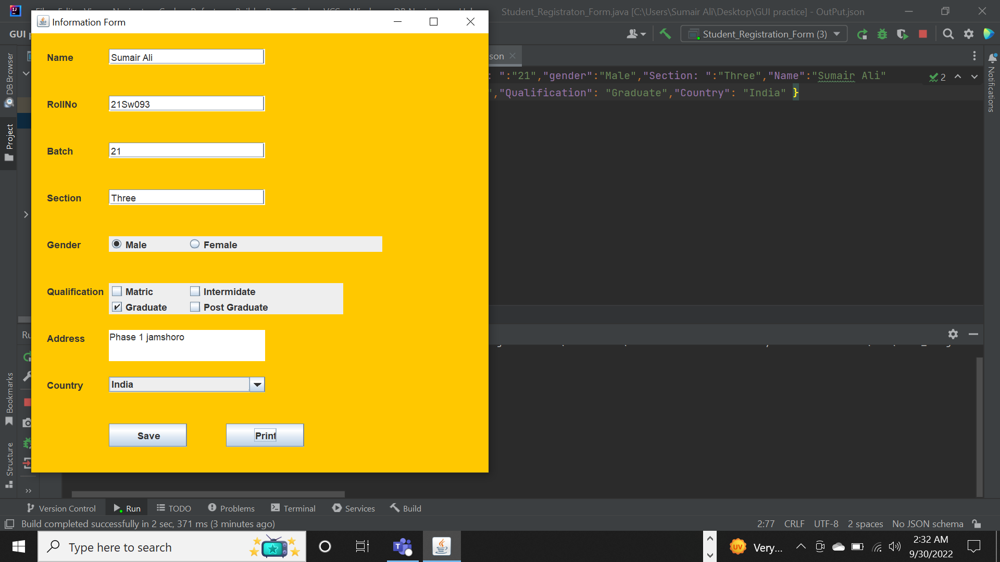 Student_Registraton_Form.java [C:\Users\Sumair Ali\Desktop\GUI practice] - OutPut.json
Information Form
GUI
Student_Registration_Form (3)
son
Name
Sumair Ali
: ":"21","gender":"Male","Section: ":"Three","Name":"Sumair Ali"
2
","Qualification": "Graduate","Country": "India" }
RollNo
21Sw093
Batch
21
Section
Three
Gender
Male
Female
Qualification
Matric
Intermidate
Graduate
Post Graduate
Address
Phase 1 jamshoro
Country
India
Save
Print
DB Browser
Project
Bookmarks
Structure
Notifications
Version Control
Run
TODO
Problems
Terminal
Services
Build
Build completed successfully in 2 sec, 371 ms (3 minutes ago)
2:77
CRLF
UTF-8
2 spaces
No JSON schema
Type here to search
UV
Very...
2:32 AM
9/30/2022